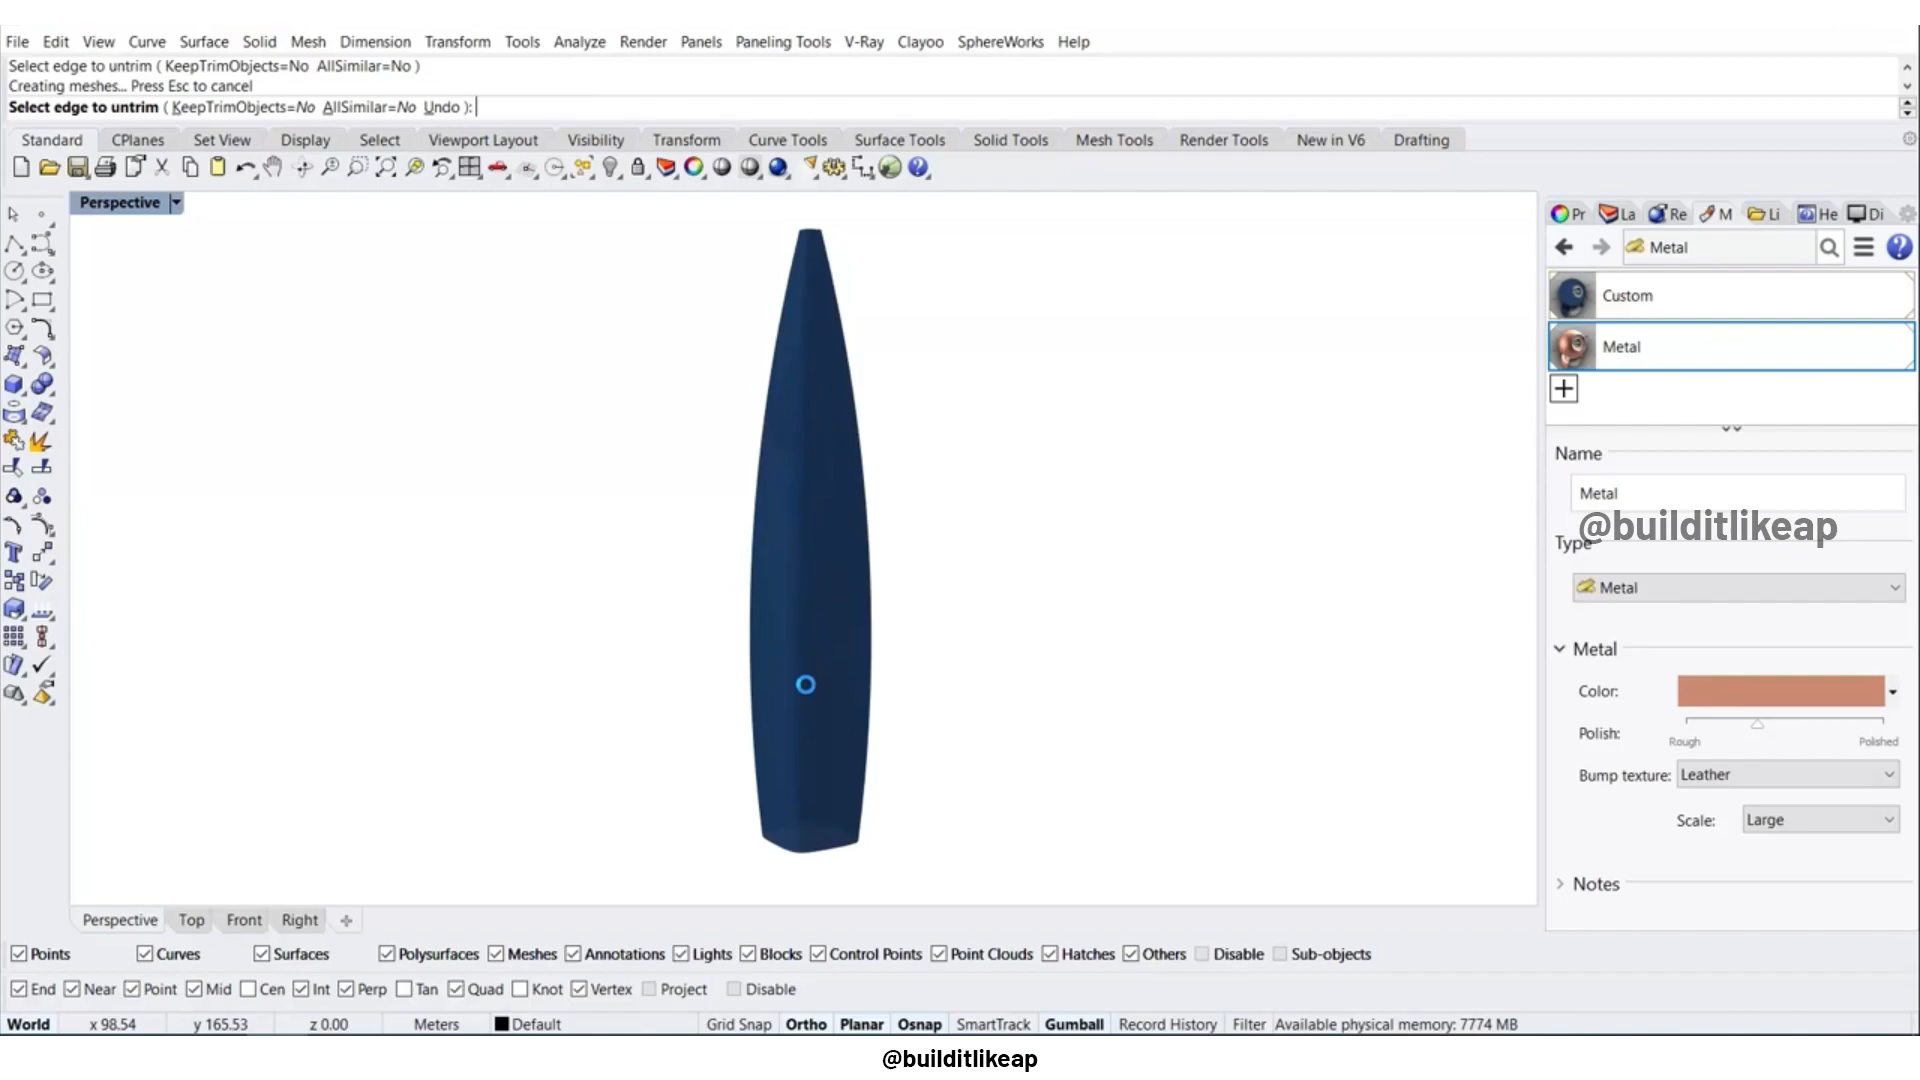 File Edit View Curve Surface Solid Mesh Dimension Transform Tools Analyze Render Panels Paneling Tools V-Ray Clayoo SphereWorks Help
Select edge to untrim ( KeepTrimObjects=No AllSimilar=No )
Creating meshes... Press Esc to cancel
Select edge to untrim ( KeepTrimObjects=No AllSimilar=No Undo ):
Standard CPlanes Set View Display Select Viewport Layout Visibility Transform Curve Tools Surface Tools Solid Tools Mesh Tools Render Tools New in V6 Drafting
Perspective
Pr La Re M Li He Di
Metal
Custom
Metal
Name
Metal
@builditlikeap
Type
Metal
Metal
Color:
Polish:
Rough Polished
Bump texture: Leather
Scale: Large
Notes
Perspective Top Front Right
Points Curves Surfaces Polysurfaces Meshes Annotations Lights Blocks Control Points Point Clouds Hatches Others Disable Sub-objects
End Near Point Mid Cen Int Perp Tan Quad Knot Vertex Project Disable
World x 98.54 y 165.53 z 0.00 Meters Default Grid Snap Ortho Planar Osnap SmartTrack Gumball Record History Filter Available physical memory: 7774 MB
@builditlikeap